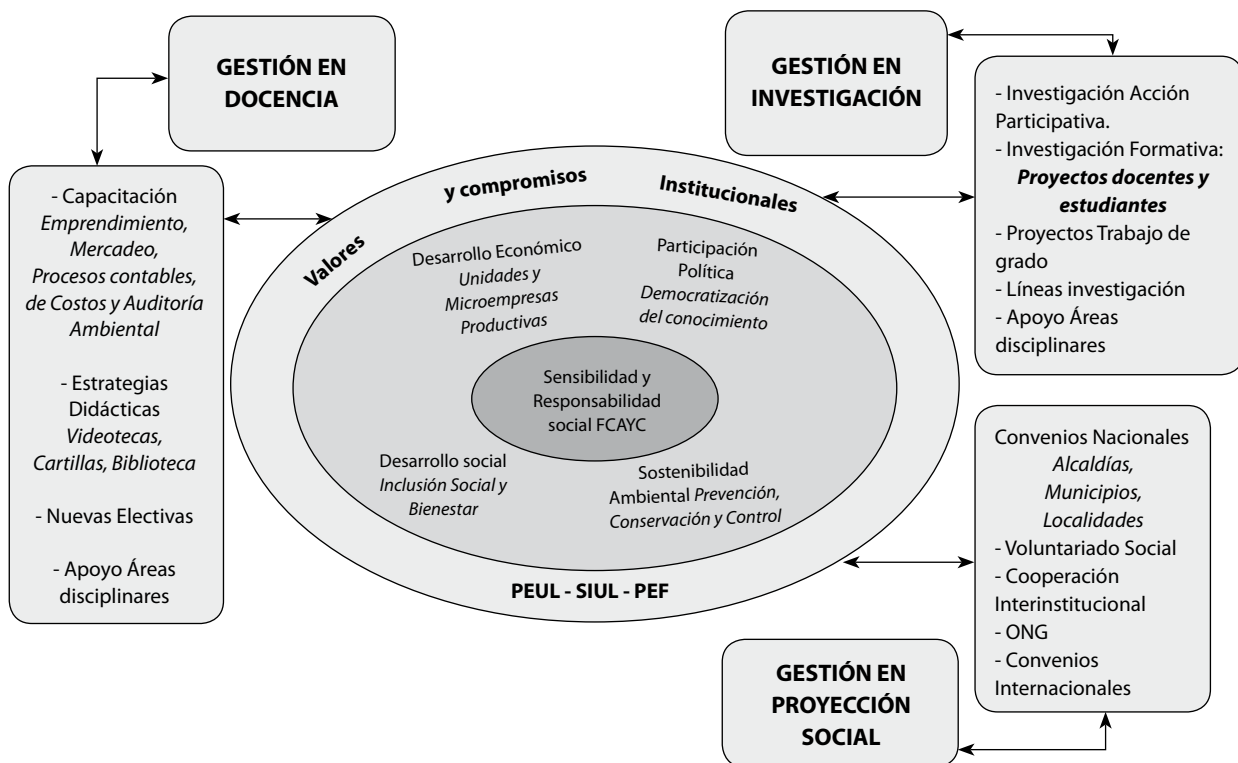 GESTIÓN EN
DOCENCIA
GESTIÓN EN
INVESTIGACIÓN
- Capacitación
Emprendimiento,
Mercadeo,
Procesos contables,
de Costos y Auditoría
Ambiental
- Estrategias
Didácticas
Videotecas,
Cartillas, Biblioteca
- Nuevas Electivas
- Apoyo Áreas
disciplinares
Valores y compromisos Institucionales
Desarrollo Económico
Unidades y
Microempresas
Productivas
Participación
Política
Democratización
del conocimiento
Sensibilidad y
Responsabilidad
social FCAYC
Desarrollo social
Inclusión Social y
Bienestar
Sostenibilidad
Ambiental Prevención,
Conservación y Control
PEUL - SIUL - PEF
- Investigación Acción
Participativa.
- Investigación Formativa:
Proyectos docentes y
estudiantes
- Proyectos Trabajo de
grado
- Líneas investigación
- Apoyo Áreas
disciplinares
Convenios Nacionales
Alcaldías,
Municipios,
Localidades
- Voluntariado Social
- Cooperación
Interinstitucional
- ONG
- Convenios
Internacionales
GESTIÓN EN
PROYECCIÓN
SOCIAL